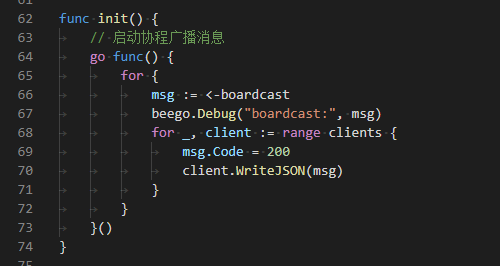 62 func init() {
63     // 启动协程广播消息
64     go func() {
65         for {
66             msg := <-boardcast
67             beego.Debug("boardcast:", msg)
68             for _, client := range clients {
69                 msg.Code = 200
70                 client.WriteJSON(msg)
71             }
72         }
73     }()
74 }
75